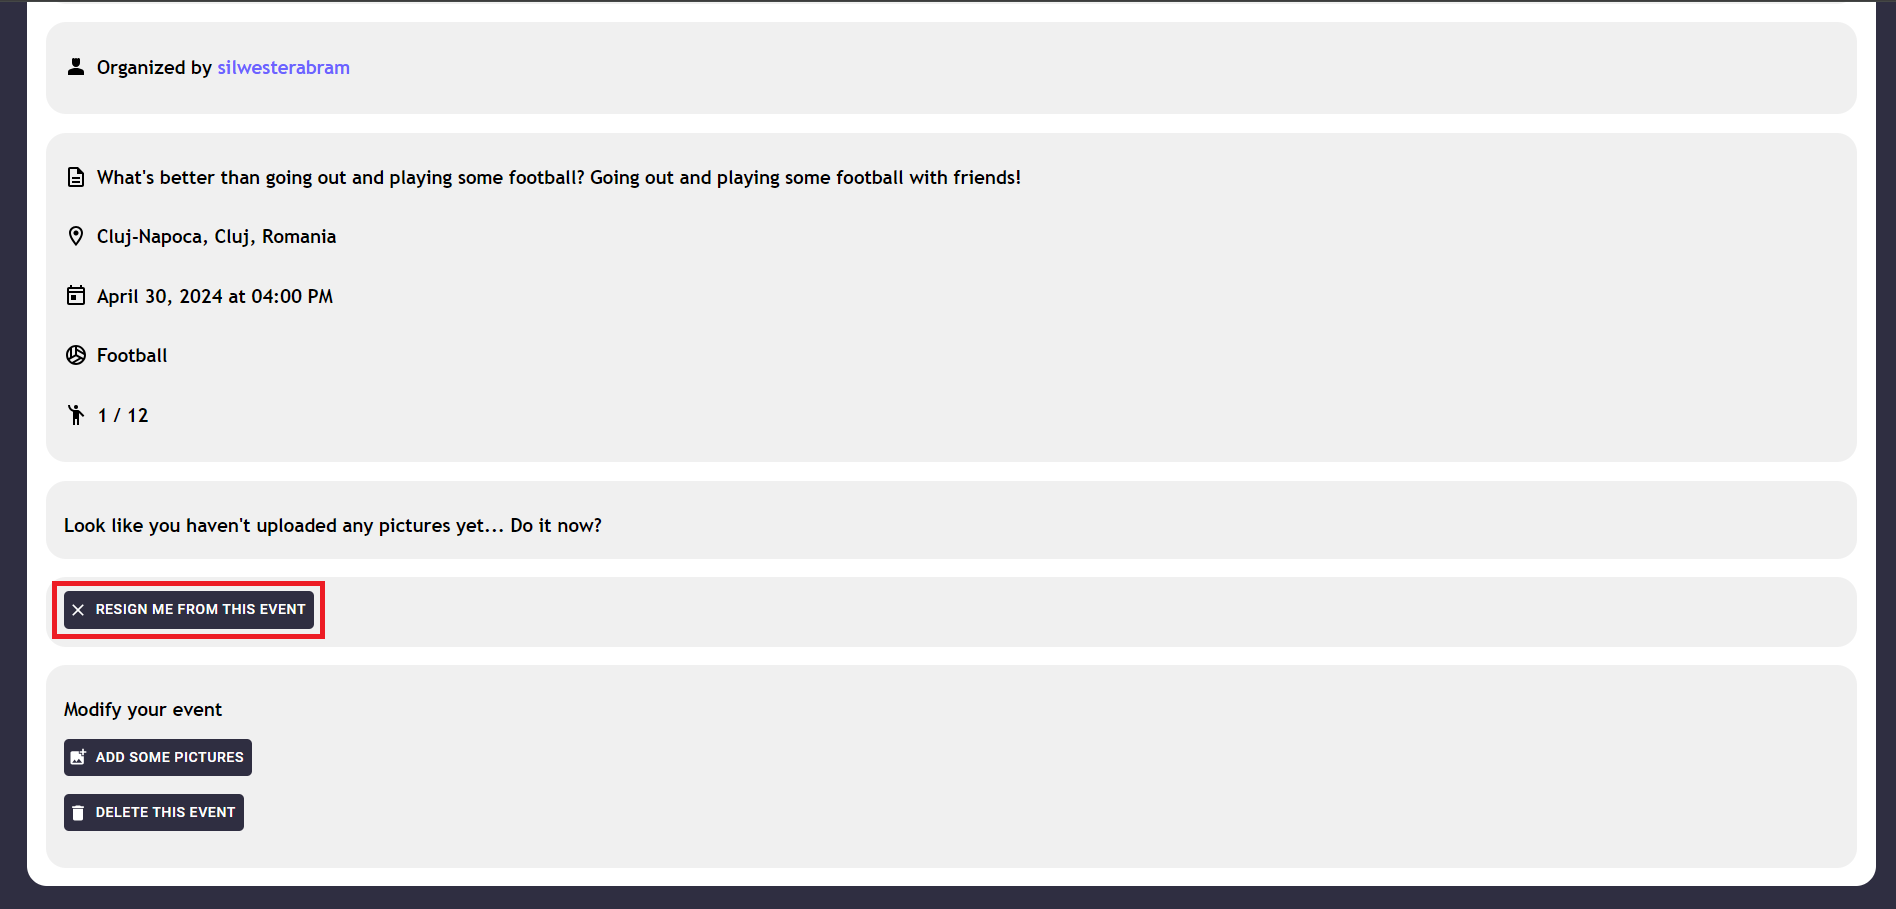 Organized by silwesterabram
What's better than going out and playing some football? Going out and playing some football with friends!
Cluj-Napoca, Cluj, Romania
April 30, 2024 at 04:00 PM
Football
1 / 12
Look like you haven't uploaded any pictures yet... Do it now?
RESIGN ME FROM THIS EVENT
Modify your event
ADD SOME PICTURES
DELETE THIS EVENT